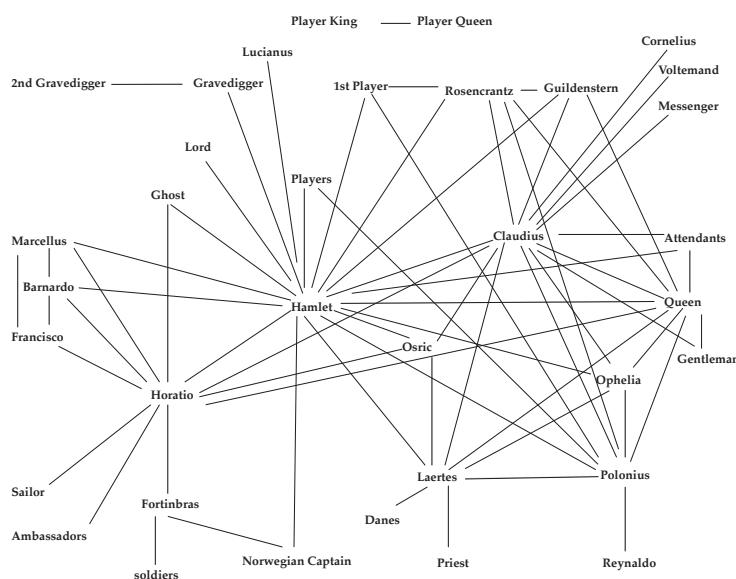 Player King
Player Queen
Cornelius
Lucianus
Voltemand
2nd Gravedigger
Gravedigger
1st Player
Rosencrantz
Guildenstern
Messenger
Lord
Players
Ghost
Marcellus
Claudius
Attendants
Barnardo
Hamlet
Queen
Francisco
Osric
Gentleman
Ophelia
Horatio
Laertes
Polonius
Sailor
Fortinbras
Danes
Ambassadors
Norwegian Captain
Priest
Reynaldo
soldiers